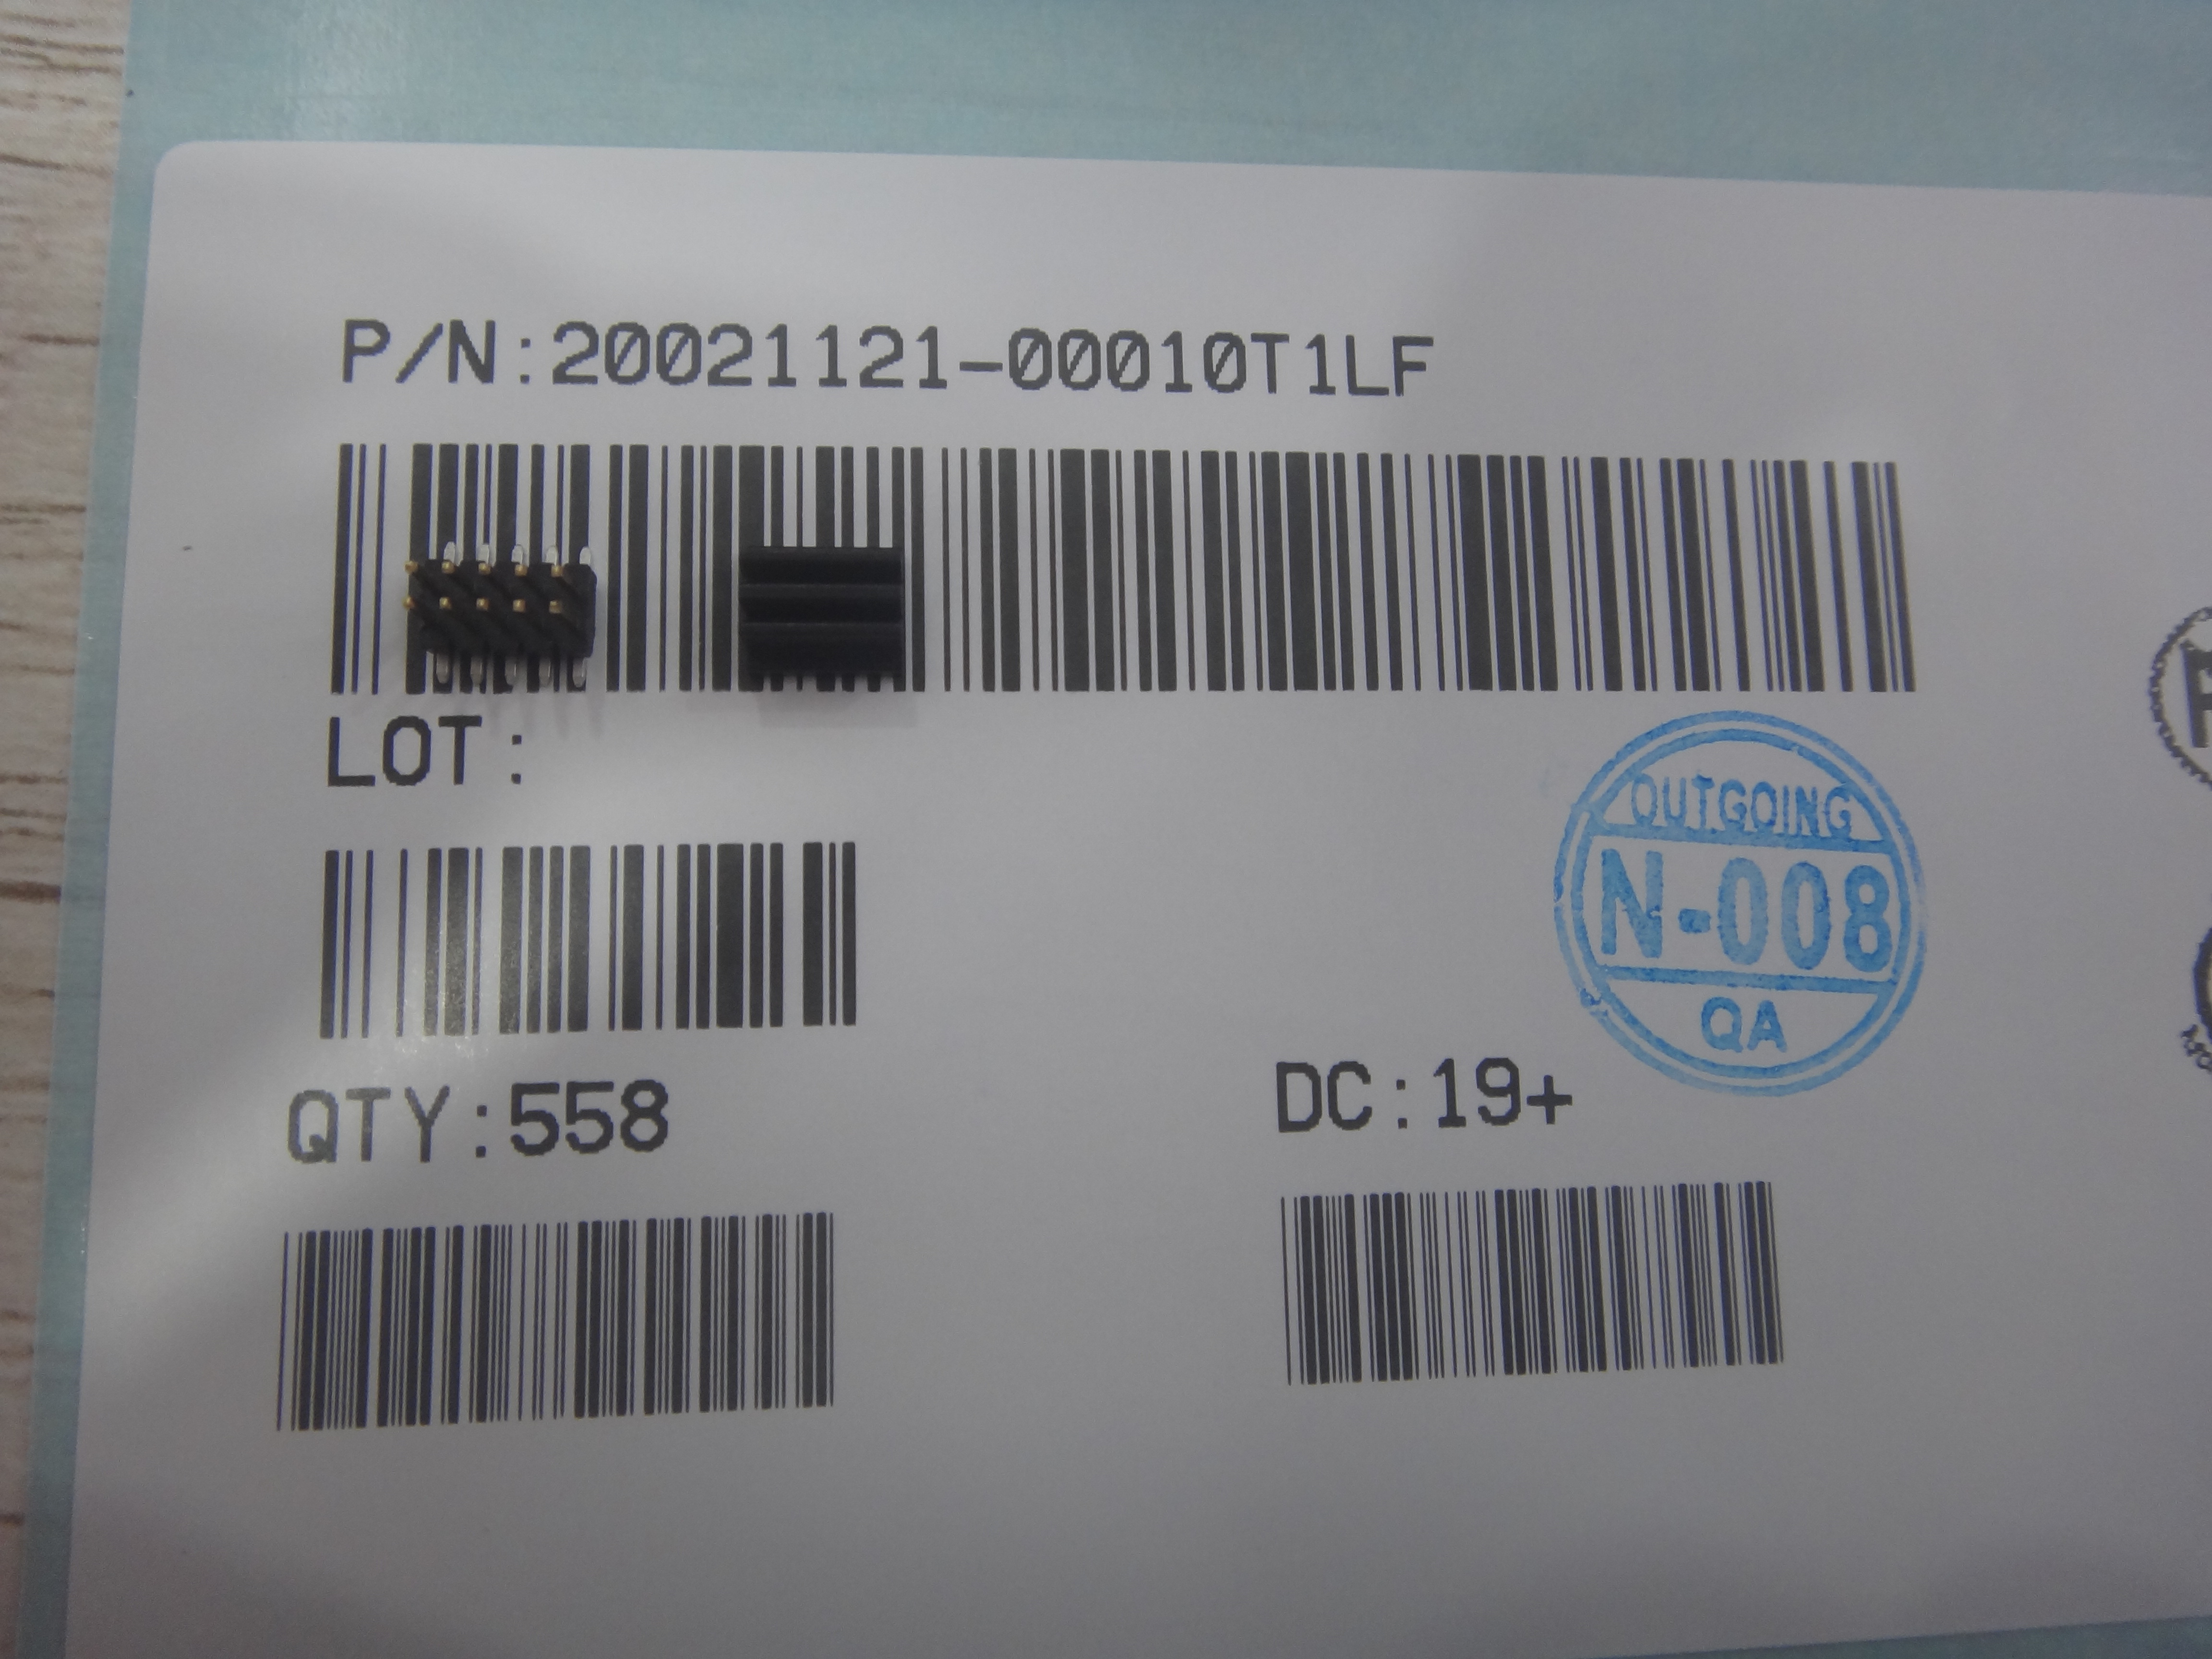 P/N:20021121-00010T1LF
LOT:
OUTGOING
N-008
QA
QTY:558
DC:19+